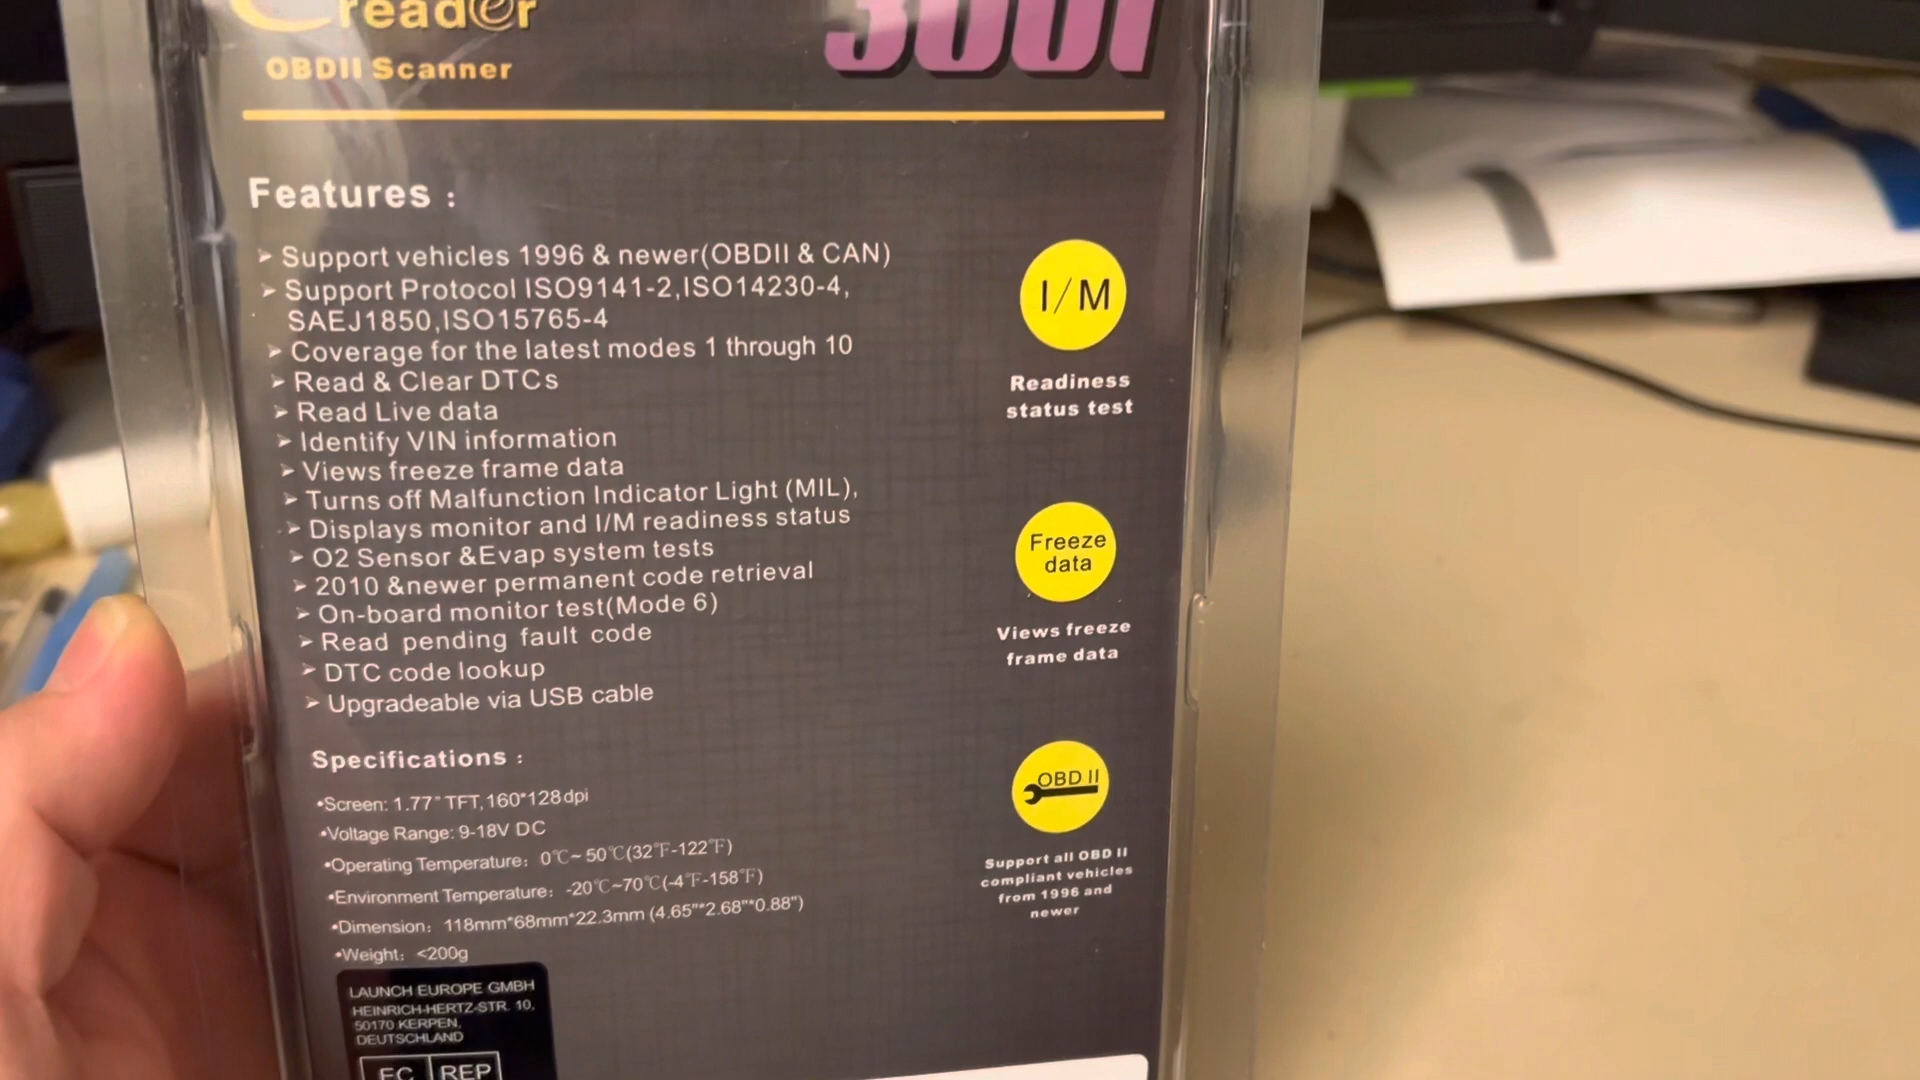 Creader
3001
OBDII Scanner
Features :
➢ Support vehicles 1996 & newer(OBDII & CAN)
➢ Support Protocol ISO9141-2,ISO14230-4,
SAEJ1850,ISO15765-4
➢ Coverage for the latest modes 1 through 10
➢ Read & Clear DTCs
➢ Read Live data
➢ Identify VIN information
➢ Views freeze frame data
➢ Turns off Malfunction Indicator Light (MIL),
➢ Displays monitor and I/M readiness status
➢ O2 Sensor &Evap system tests
➢ 2010 &newer permanent code retrieval
➢ On-board monitor test(Mode 6)
➢ Read pending fault code
➢ DTC code lookup
➢ Upgradeable via USB cable
I/M
Readiness
status test
Freeze
data
Views freeze
frame data
OBD II
Support all OBD II
compliant vehicles
from 1996 and
newer
Specifications :
•Screen: 1.77" TFT,160*128dpi
•Voltage Range: 9-18V DC
•Operating Temperature: 0℃~ 50℃(32℉-122℉)
•Environment Temperature: -20℃~70℃(-4℉-158℉)
•Dimension: 118mm*68mm*22.3mm (4.65"*2.68"*0.88")
•Weight: <200g
LAUNCH EUROPE GMBH
HEINRICH-HERTZ-STR. 10,
50170 KERPEN,
DEUTSCHLAND
EC REP